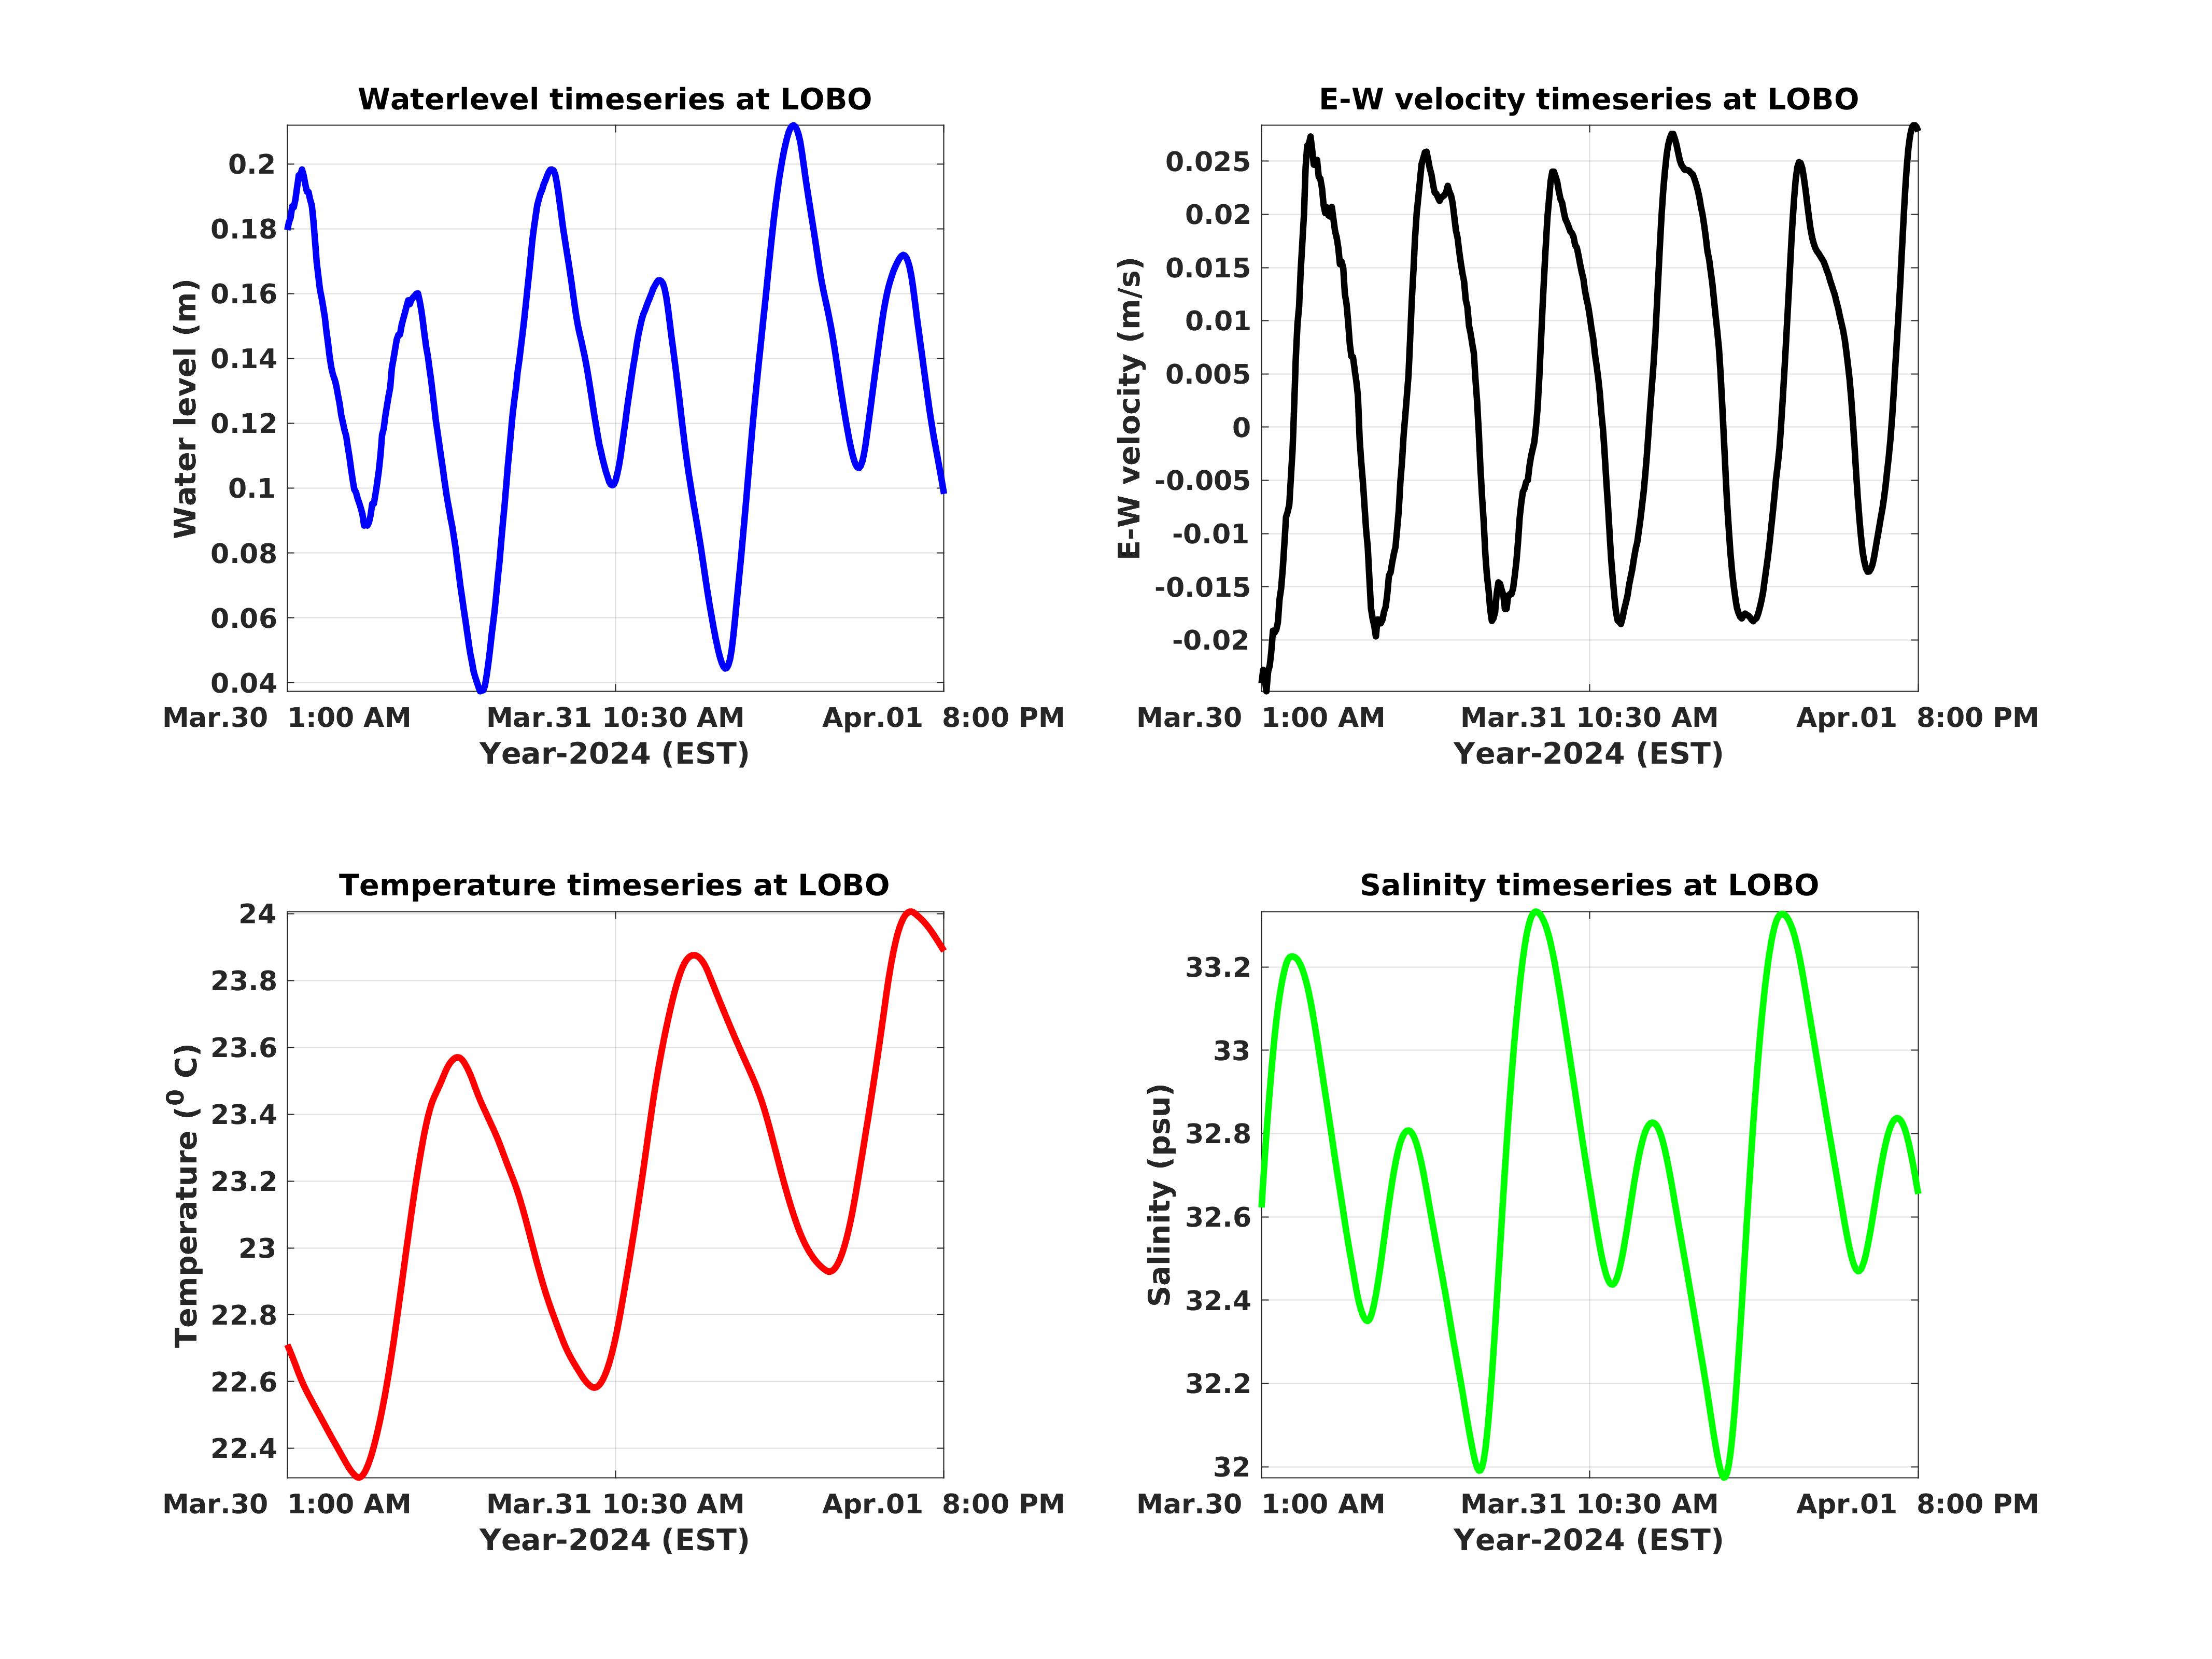 Waterlevel timeseries at LOBO
Water level (m)
0.2
0.18
0.16
0.14
0.12
0.1
0.08
0.06
0.04
Mar.30 1:00 AM Mar.31 10:30 AM Apr.01 8:00 PM
Year-2024 (EST)
E-W velocity timeseries at LOBO
E-W velocity (m/s)
0.025
0.02
0.015
0.01
0.005
0
-0.005
-0.01
-0.015
-0.02
Mar.30 1:00 AM Mar.31 10:30 AM Apr.01 8:00 PM
Year-2024 (EST)
Temperature timeseries at LOBO
Temperature (⁰ C)
24
23.8
23.6
23.4
23.2
23
22.8
22.6
22.4
Mar.30 1:00 AM Mar.31 10:30 AM Apr.01 8:00 PM
Year-2024 (EST)
Salinity timeseries at LOBO
Salinity (psu)
33.2
33
32.8
32.6
32.4
32.2
32
Mar.30 1:00 AM Mar.31 10:30 AM Apr.01 8:00 PM
Year-2024 (EST)